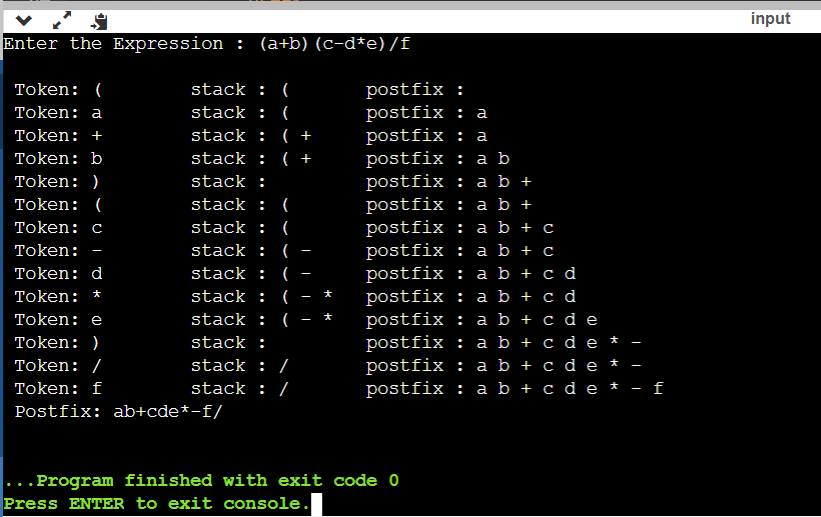 input
Enter the Expression : (a+b)(c-d*e)/f
Token: ( stack : ( postfix :
Token: a stack : ( postfix : a
Token: + stack : ( + postfix : a
Token: b stack : ( + postfix : a b
Token: ) stack : postfix : a b +
Token: ( stack : ( postfix : a b +
Token: c stack : ( postfix : a b + c
Token: - stack : ( - postfix : a b + c
Token: d stack : ( - postfix : a b + c d
Token: * stack : ( - * postfix : a b + c d
Token: e stack : ( - * postfix : a b + c d e
Token: ) stack : postfix : a b + c d e * -
Token: / stack : / postfix : a b + c d e * -
Token: f stack : / postfix : a b + c d e * - f
Postfix: ab+cde*-f/
...Program finished with exit code 0
Press ENTER to exit console.